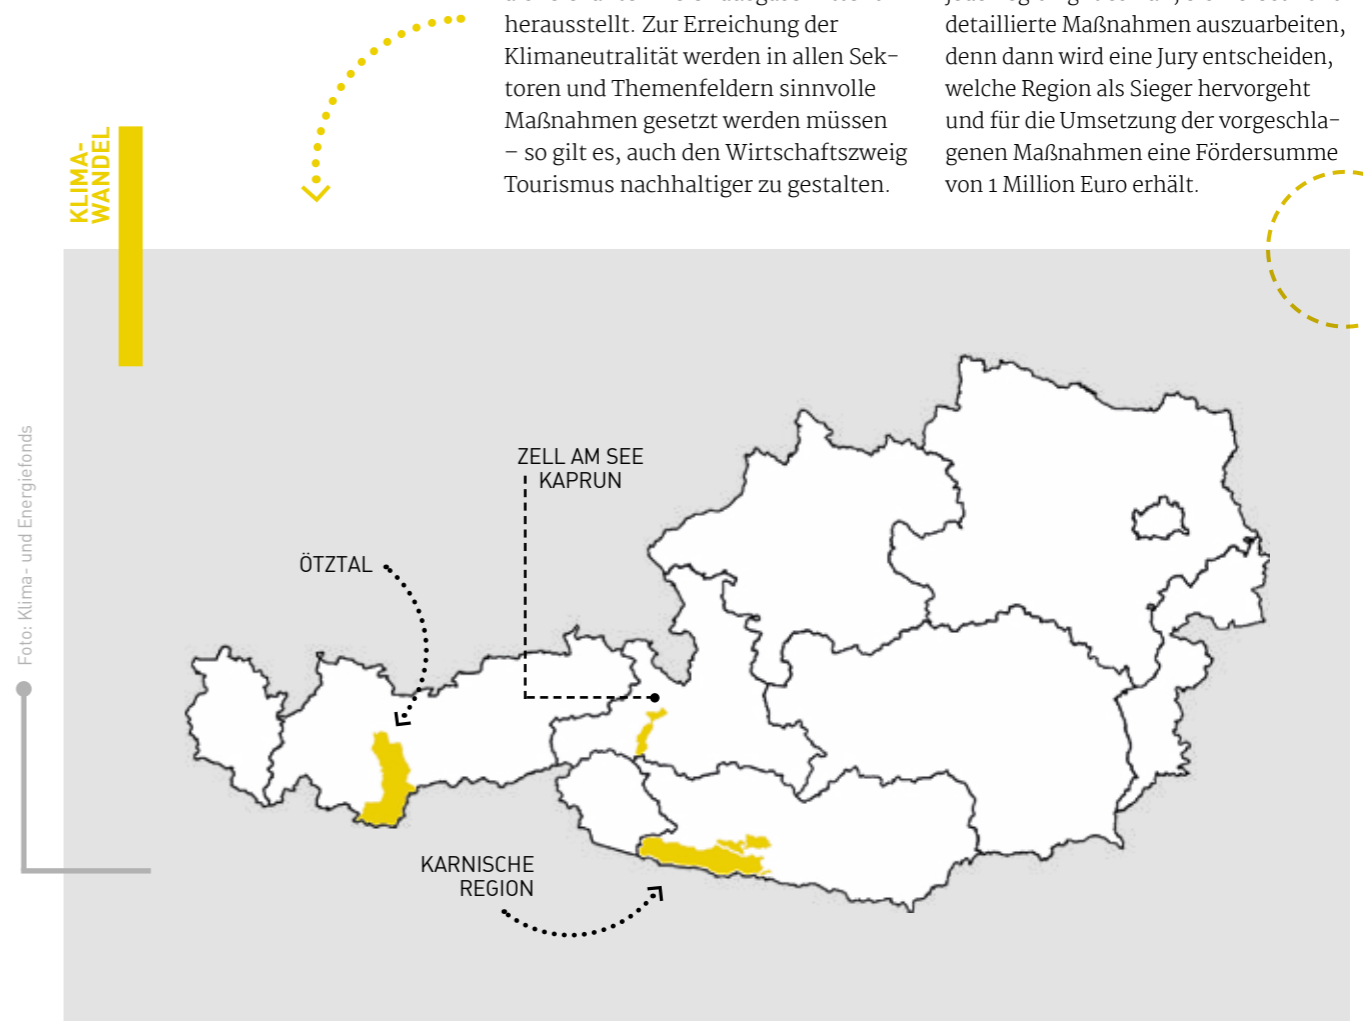 herausstellt. Zur Erreichung der
Klimaneutralität werden in allen Sek-
toren und Themenfeldern sinnvolle
Maßnahmen gesetzt werden müssen
– so gilt es, auch den Wirtschaftszweig
Tourismus nachhaltiger zu gestalten.
detaillierte Maßnahmen auszuarbeiten,
denn dann wird eine Jury entscheiden,
welche Region als Sieger hervorgeht
und für die Umsetzung der vorgeschla-
genen Maßnahmen eine Fördersumme
von 1 Million Euro erhält.
KLIMA-
WANDEL
Foto: Klima- und Energiefonds
ZELL AM SEE
KAPRUN
ÖTZTAL
KARNISCHE
REGION